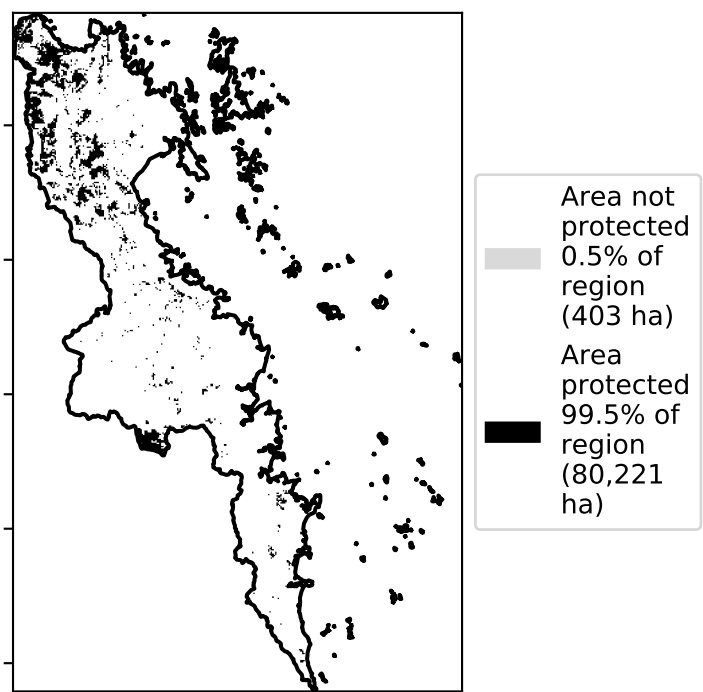 Area not
protected
0.5% of
region
(403 ha)
Area
protected
99.5% of
region
(80,221
ha)